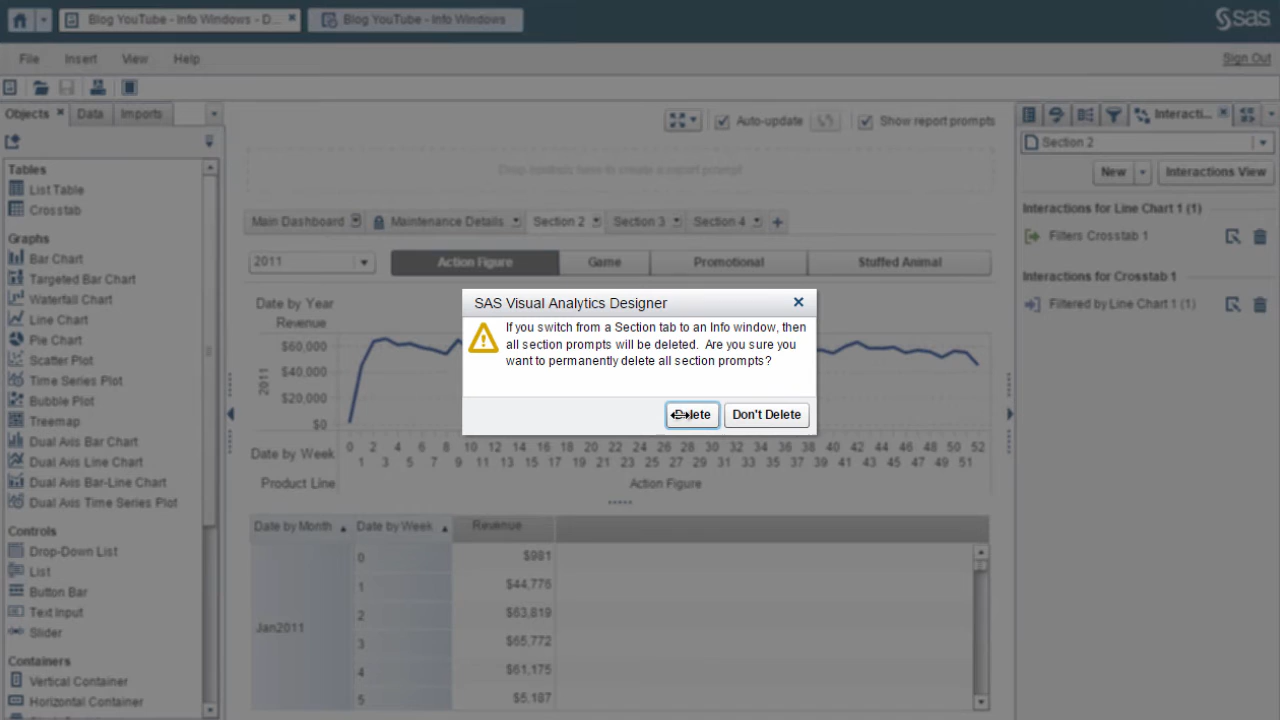 Blog YouTube - Info Windows - D...
Blog YouTube - Info Windows
sas
File Insert View Help
Sign Out
Objects Data Imports
Auto-update
Show report prompts
Interacti...
Drop controls here to create a report prompt
Section 2
New
Interactions View
Tables
List Table
Crosstab
Graphs
Bar Chart
Targeted Bar Chart
Waterfall Chart
Line Chart
Pie Chart
Scatter Plot
Time Series Plot
Bubble Plot
Treemap
Dual Axis Bar Chart
Dual Axis Line Chart
Dual Axis Bar-Line Chart
Dual Axis Time Series Plot
Controls
Drop-Down List
List
Button Bar
Text Input
Slider
Containers
Vertical Container
Horizontal Container
Main Dashboard Maintenance Details Section 2 Section 3 Section 4 +
2011 Action Figure Game Promotional Stuffed Animal
Date by Year
Revenue
$60,000
$40,000
$20,000
$0
2011
Date by Week
0 2 4 6 8 10 12 14 16 18 20 22 24 26 28 30 32 34 36 38 40 42 44 46 48 50 52
1 3 5 7 9 11 13 15 17 19 21 23 25 27 29 31 33 35 37 39 41 43 45 47 49 51
Product Line
Action Figure
Date by Month Date by Week Revenue
Jan2011
0 $981
1 $44,776
2 $63,819
3 $65,772
4 $61,175
5 $5,187
SAS Visual Analytics Designer
If you switch from a Section tab to an Info window, then
all section prompts will be deleted. Are you sure you
want to permanently delete all section prompts?
Delete
Don't Delete
Interactions for Line Chart 1 (1)
Filters Crosstab 1
Interactions for Crosstab 1
Filtered by Line Chart 1 (1)